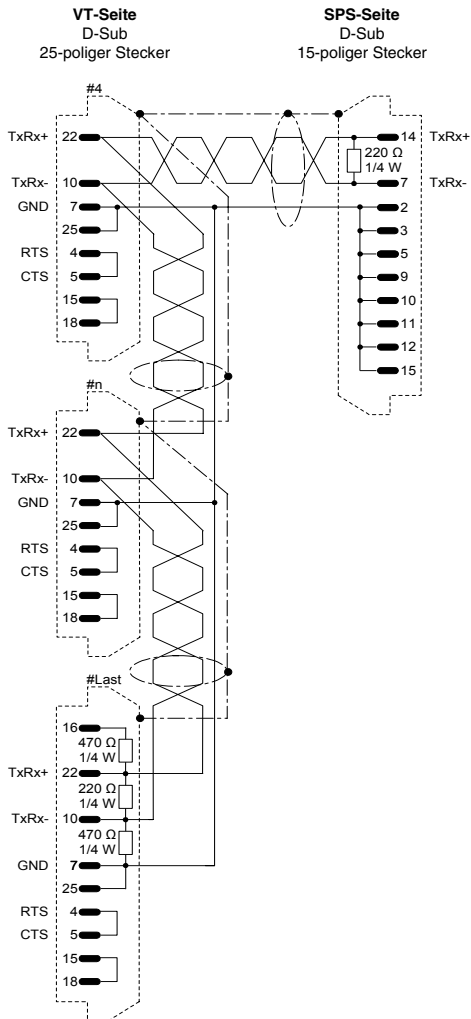 VT-Seite
D-Sub
25-poliger Stecker
SPS-Seite
D-Sub
15-poliger Stecker
#4
TxRx+ 22
TxRx- 10
GND 7
25
RTS 4
CTS 5
15
18
14 TxRx+
220 Ω
1/4 W
7 TxRx-
2
3
5
9
10
11
12
15
#n
TxRx+ 22
TxRx- 10
GND 7
25
RTS 4
CTS 5
15
18
#Last
16
470 Ω
1/4 W
TxRx+ 22
220 Ω
1/4 W
TxRx- 10
470 Ω
1/4 W
GND 7
25
RTS 4
CTS 5
15
18